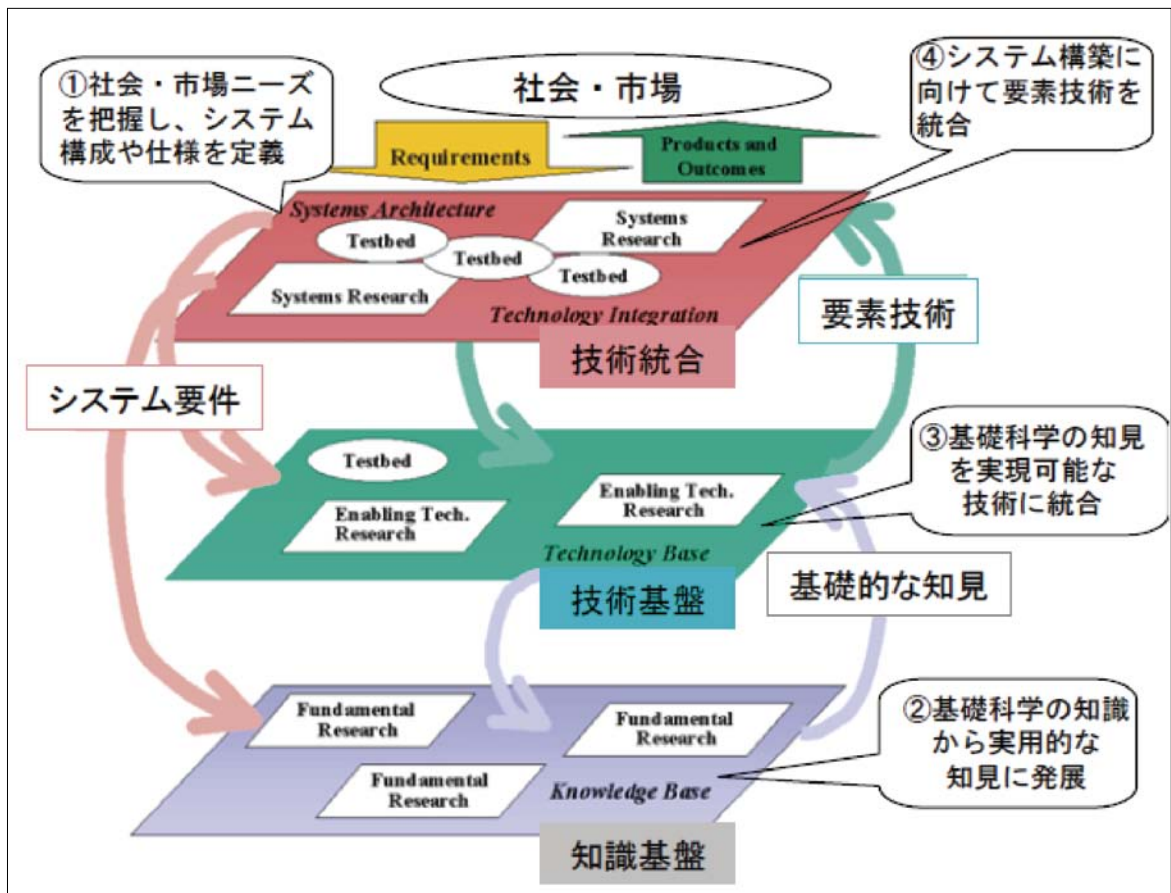 ①社会・市場ニーズ
を把握し、システム
構成や仕様を定義
社会・市場
④システム構築に
向けて要素技術を
統合
Requirements
Products and
Outcomes
Systems Architecture
Testbed
Testbed
Testbed
Systems
Research
Systems Research
Technology Integration
技術統合
要素技術
システム要件
Testbed
Enabling Tech.
Research
Enabling Tech.
Research
Technology Base
技術基盤
③基礎科学の知見
を実現可能な
技術に統合
基礎的な知見
Fundamental
Research
Fundamental
Research
Fundamental
Research
Knowledge Base
知識基盤
②基礎科学の知識
から実用的な
知見に発展